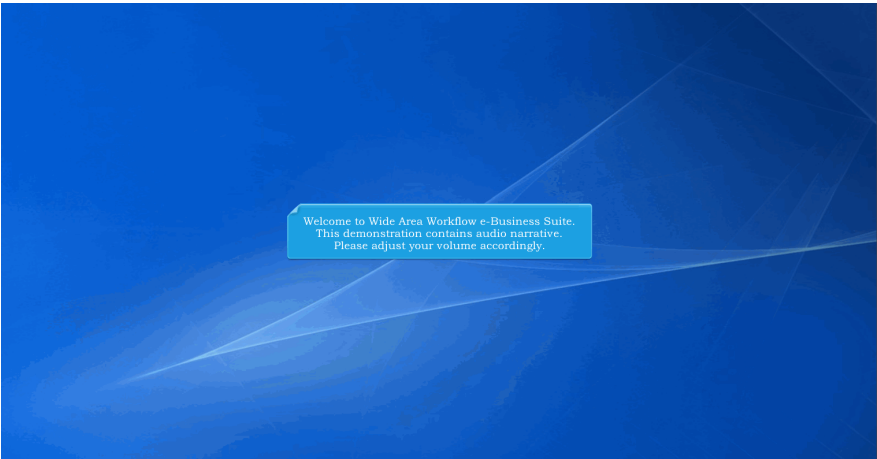 Welcome to Wide Area Workflow e-Business Suite.
This demonstration contains audio narrative.
Please adjust your volume accordingly.